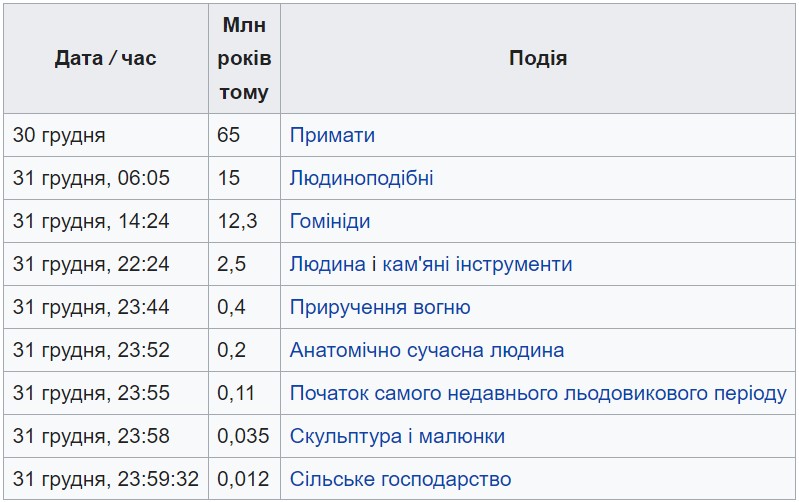 Дата / час Млн років тому Подія
30 грудня 65 Примати
31 грудня, 06:05 15 Людиноподібні
31 грудня, 14:24 12,3 Гомініди
31 грудня, 22:24 2,5 Людина і кам'яні інструменти
31 грудня, 23:44 0,4 Приручення вогню
31 грудня, 23:52 0,2 Анатомічно сучасна людина
31 грудня, 23:55 0,11 Початок самого недавнього льодовикового періоду
31 грудня, 23:58 0,035 Скульптура і малюнки
31 грудня, 23:59:32 0,012 Сільське господарство